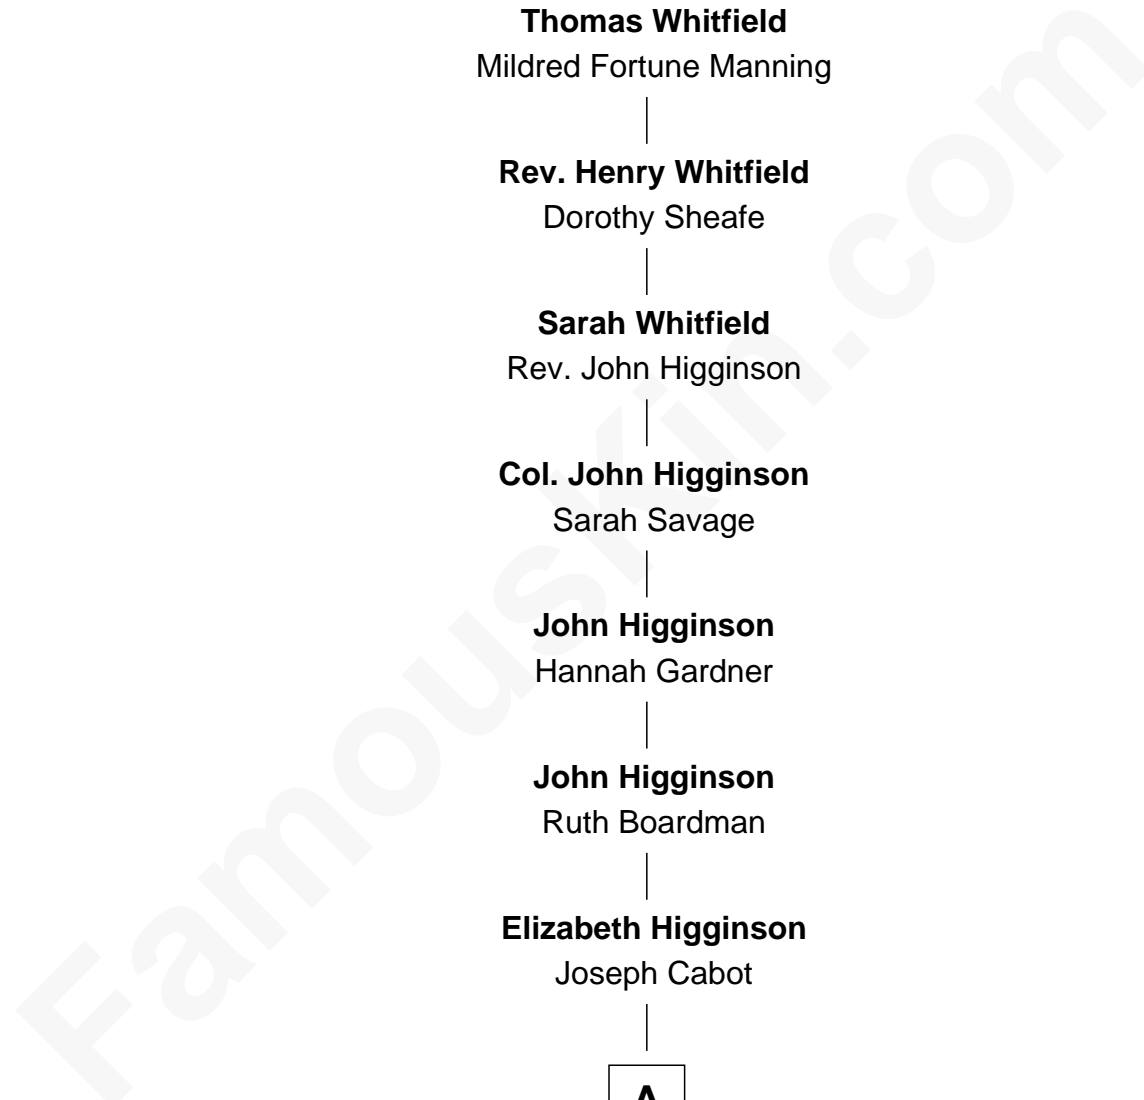 Thomas Whitfield
Mildred Fortune Manning
Rev. Henry Whitfield
Dorothy Sheafe
Sarah Whitfield
Rev. John Higginson
Col. John Higginson
Sarah Savage
John Higginson
Hannah Gardner
John Higginson
Ruth Boardman
Elizabeth Higginson
Joseph Cabot
A
FamousKin.com